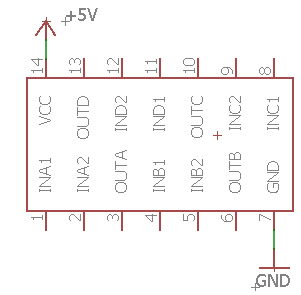 +5V
14 13 12 11 10 9 8
VCC OUTD IND2 IND1 OUTC INC2 INC1
INA1 INA2 OUTA INB1 INB2 OUTB GND
1 2 3 4 5 6 7
GND